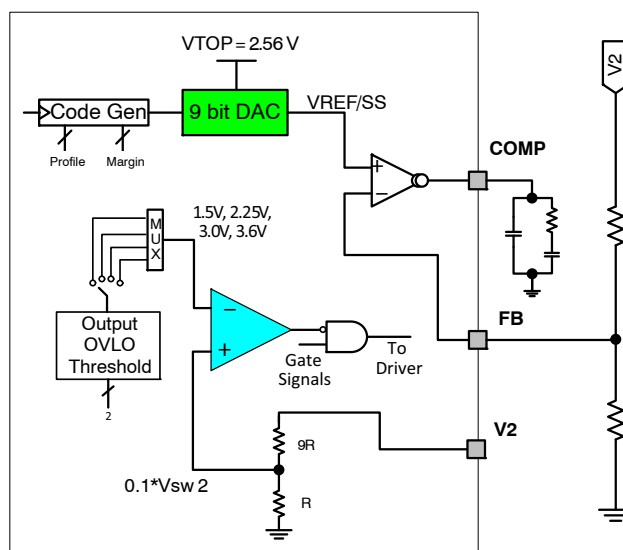 VTOP = 2.56 V
V2
Code Gen
9 bit DAC
VREF/SS
Profile
Margin
COMP
+
−
1.5V, 2.25V,
3.0V, 3.6V
MUX
Output
OVLO
Threshold
2
−
+
Gate
Signals
To
Driver
FB
V2
9R
0.1*Vsw 2
R